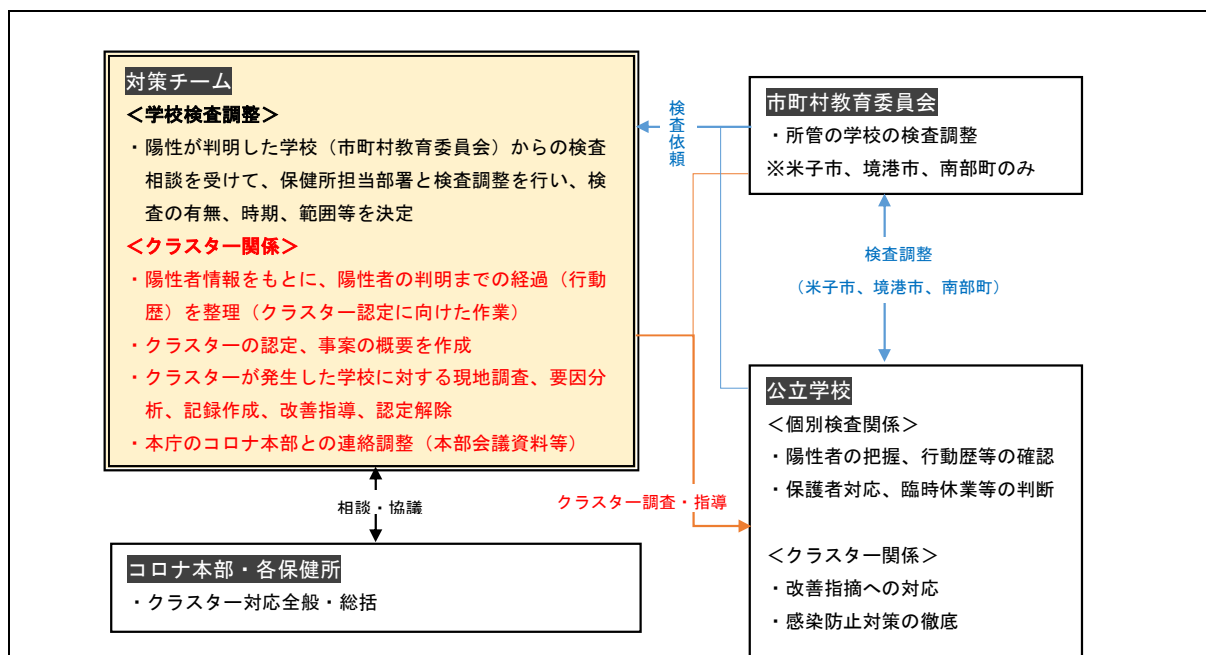 対策チーム
＜学校検査調整＞
・陽性が判明した学校（市町村教育委員会）からの検査
相談を受けて、保健所担当部署と検査調整を行い、検
査の有無、時期、範囲等を決定
＜クラスター関係＞
・陽性者情報をもとに、陽性者の判明までの経過（行動
歴）を整理（クラスター認定に向けた作業）
・クラスターの認定、事案の概要を作成
・クラスターが発生した学校に対する現地調査、要因分
析、記録作成、改善指導、認定解除
・本庁のコロナ本部との連絡調整（本部会議資料等）
検査依頼
市町村教育委員会
・所管の学校の検査調整
※米子市、境港市、南部町のみ
検査調整
（米子市、境港市、南部町）
相談・協議
クラスター調査・指導
コロナ本部・各保健所
・クラスター対応全般・総括
公立学校
＜個別検査関係＞
・陽性者の把握、行動歴等の確認
・保護者対応、臨時休業等の判断
＜クラスター関係＞
・改善指摘への対応
・感染防止対策の徹底